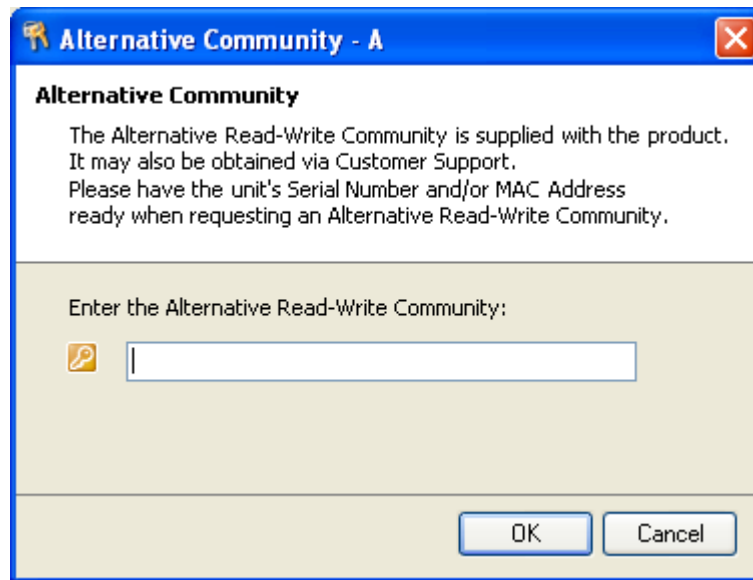 Alternative Community - A
Alternative Community
The Alternative Read-Write Community is supplied with the product.
It may also be obtained via Customer Support.
Please have the unit's Serial Number and/or MAC Address
ready when requesting an Alternative Read-Write Community.
Enter the Alternative Read-Write Community:
OK Cancel